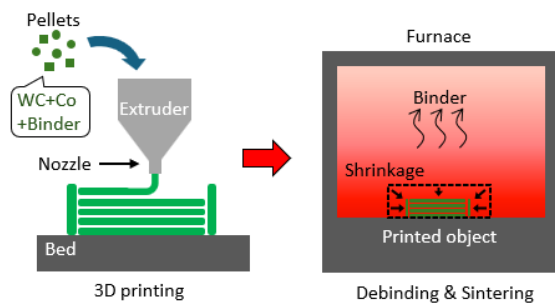 Pellets
WC+Co
+Binder
Extruder
Nozzle
Bed
3D printing
Furnace
Binder
Shrinkage
Printed object
Debinding & Sintering